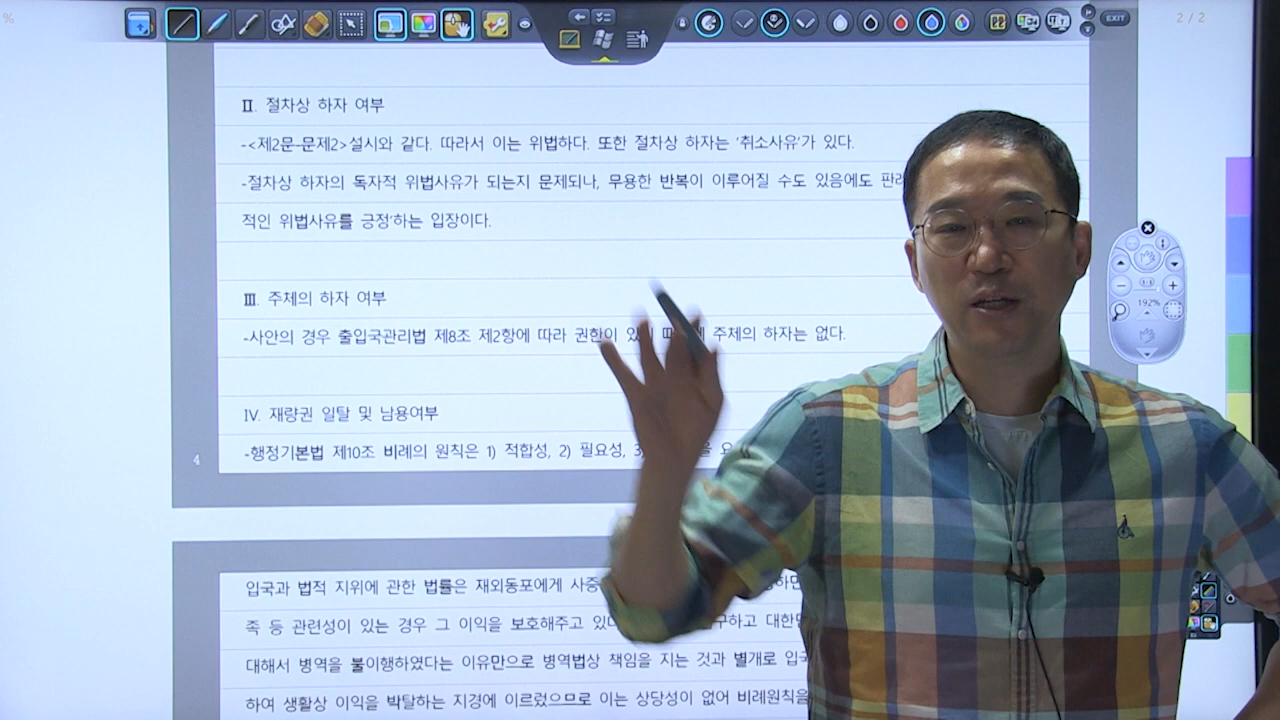 %
EXIT
2 / 2
Ⅱ. 절차상 하자 여부
-<제2문-문제2>설시와 같다. 따라서 이는 위법하다. 또한 절차상 하자는 '취소사유'가 있다.
-절차상 하자의 독자적 위법사유가 되는지 문제되나, 무용한 반복이 이루어질 수도 있음에도
적인 위법사유를 긍정'하는 입장이다.
Ⅲ. 주체의 하자 여부
-사안의 경우 출입국관리법 제8조 제2항에 따라 권한이 주체의 하자는 없다.
192%
Ⅳ. 재량권 일탈 및 남용여부
-행정기본법 제10조 비례의 원칙은 1) 적합성, 2) 필요성,
4
입국과 법적 지위에 관한 법률은 재외동포에게
족 등 관련성이 있는 경우 그 이익을 보호해주고
대해서 병역을 불이행하였다는 이유만으로 병역법상 책임을 지는 것과 별개로
하여 생활상 이익을 박탈하는 지경에 이르렀으므로 이는 상당성이 없어 비례원칙을